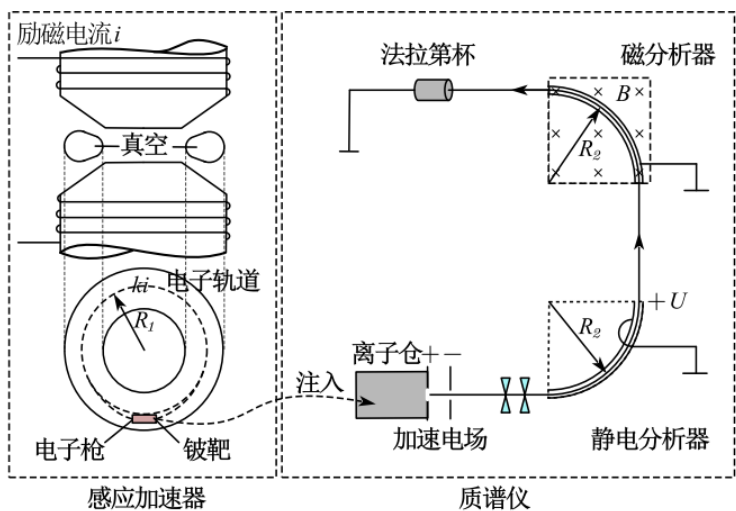 励磁电流i
真空
电子轨道
ki
R₁
电子枪
铍靶
感应加速器
法拉第杯
磁分析器
B
R₂
+U
R₂
离子仓
+
−
注入
加速电场
静电分析器
质谱仪